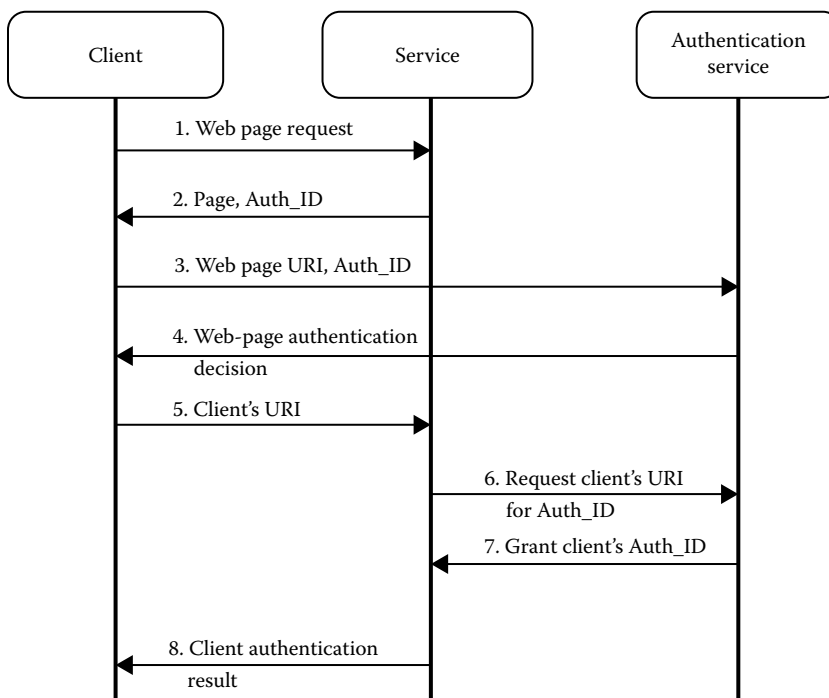 Client
Service
Authentication
service
1. Web page request
2. Page, Auth_ID
3. Web page URI, Auth_ID
4. Web-page authentication
decision
5. Client’s URI
6. Request client’s URI
for Auth_ID
7. Grant client’s Auth_ID
8. Client authentication
result